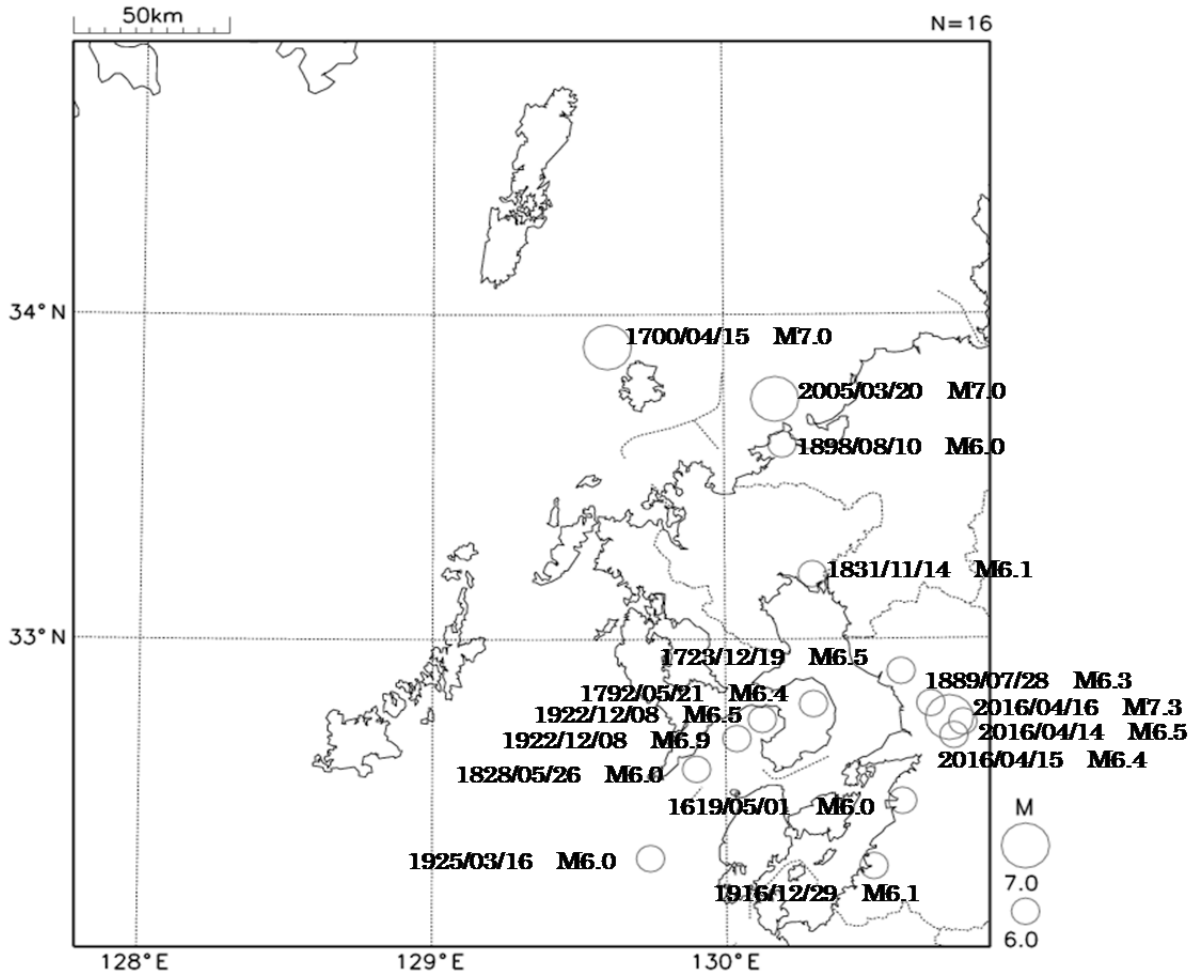 50km
N=16
34°N
1700/04/15 M7.0
2005/03/20 M7.0
1898/08/10 M6.0
1831/11/14 M6.1
33°N
1723/12/19 M6.5
1889/07/28 M6.3
1792/05/21 M6.4
2016/04/16 M7.3
1922/12/08 M6.5
2016/04/14 M6.5
1922/12/08 M6.9
2016/04/15 M6.4
1828/05/26 M6.0
1619/05/01 M6.0
M
1925/03/16 M6.0
7.0
1916/12/29 M6.1
6.0
128°E
129°E
130°E